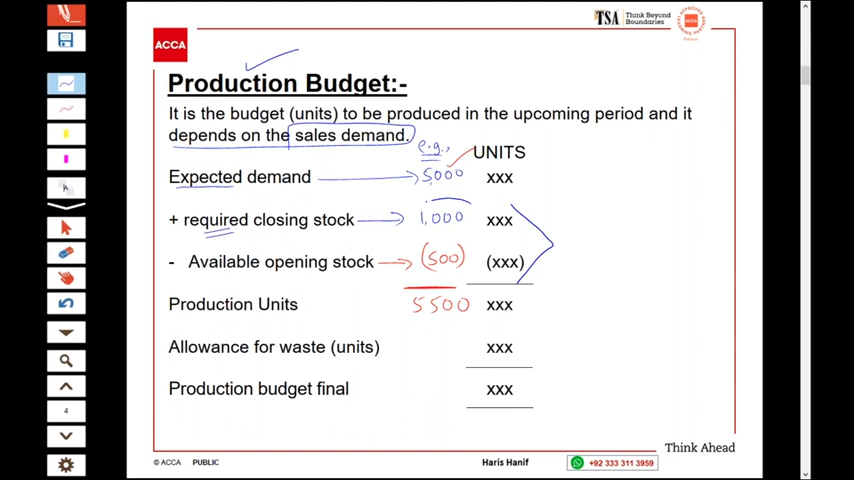 TSA Think Beyond Boundaries
ACCA
Production Budget:-
It is the budget (units) to be produced in the upcoming period and it
depends on the sales demand.
e.g.,
UNITS
Expected demand 5,000 xxx
+ required closing stock 1,000 xxx
- Available opening stock (500) (xxx)
Production Units 5500 xxx
Allowance for waste (units) xxx
Production budget final xxx
4
Think Ahead
© ACCA PUBLIC Haris Hanif +92 333 311 3959